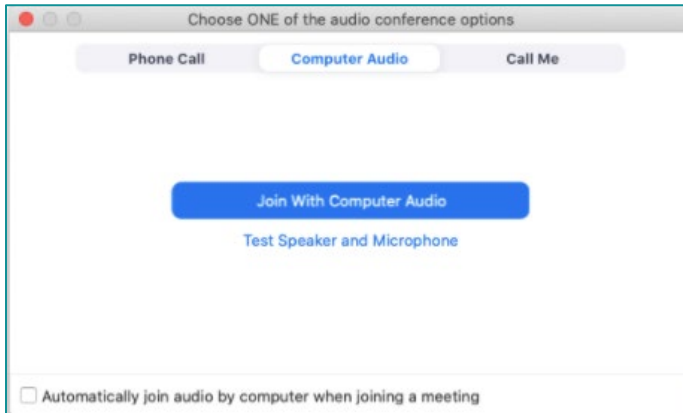 Choose ONE of the audio conference options
Phone Call Computer Audio Call Me
Join With Computer Audio
Test Speaker and Microphone
Automatically join audio by computer when joining a meeting